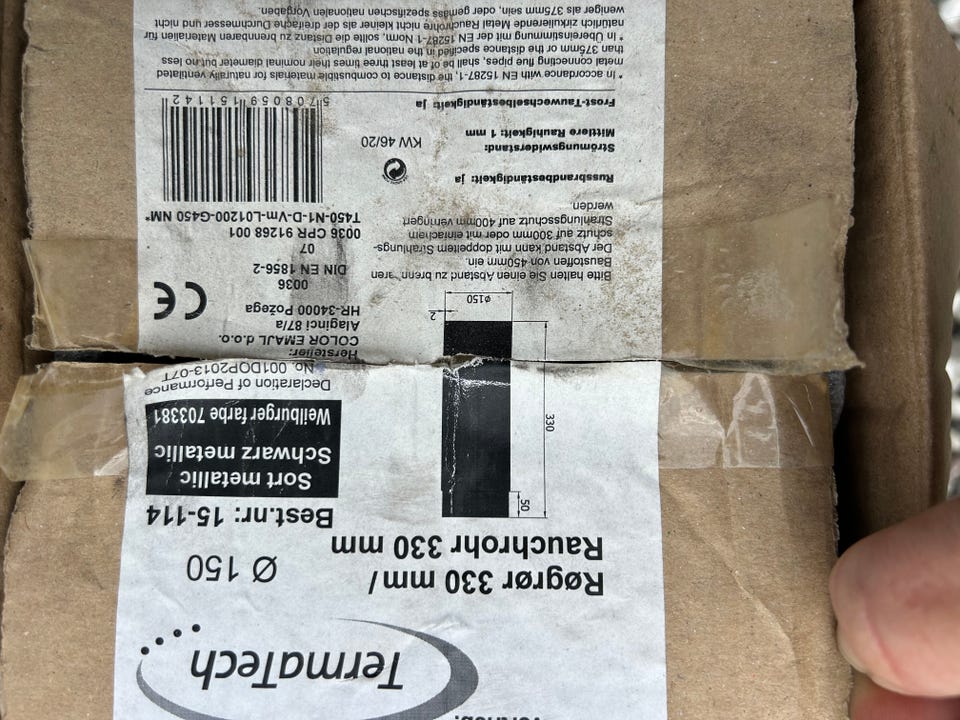 TermaTech
Røgrør 330 mm/
Rauchrohr 330 mm
Ø 150
Best.nr: 15-114
Sort metallic
Schwarz metallic
Weilburger farbe 703381
Declaration of Performance
No. 001DOP2013-07T
50
330
2
ø150
Hersteller:
COLOR EMAJL d.o.o.
Alaginci 87/a
HR-34000 Požega
CE
0036
DIN EN 1856-2
07
0036 CPR 91268 001
T450-N1-D-Vm-L01200-G450 NM*
5708059151142
Bitte halten Sie einen Abstand zu
Baustoffen von 450mm ein.
Der Abstand kann mit doppeltem Strahlungs-
schutz auf 300mm oder mit einfachem
Strahlungsschutz auf 400mm verringert
werden
Russbrandbeständigkeit: ja
Strömungswiderstand:
Mittlere Rauhigkeit: 1 mm
Frost-Tauwechselbeständigkeit: ja
KW 46/20
* In accordance with EN 15287-1, the distance to combustible materials for naturally ventilated
metal connecting flue pipes, shall be of at least three times their nominal diameter but no less
than 375mm or the distance specified in the national regulation
* In Übereinstimmung mit der EN 15287-1 Norm, sollte die Distanz zu brennbaren Materialien für
natürlich zirkulierende Metal Rauchrohre nicht kleiner als der dreifache Durchmesser und nicht
weniger als 375mm sein, oder gemäss spezifischen nationalen Vorgaben.